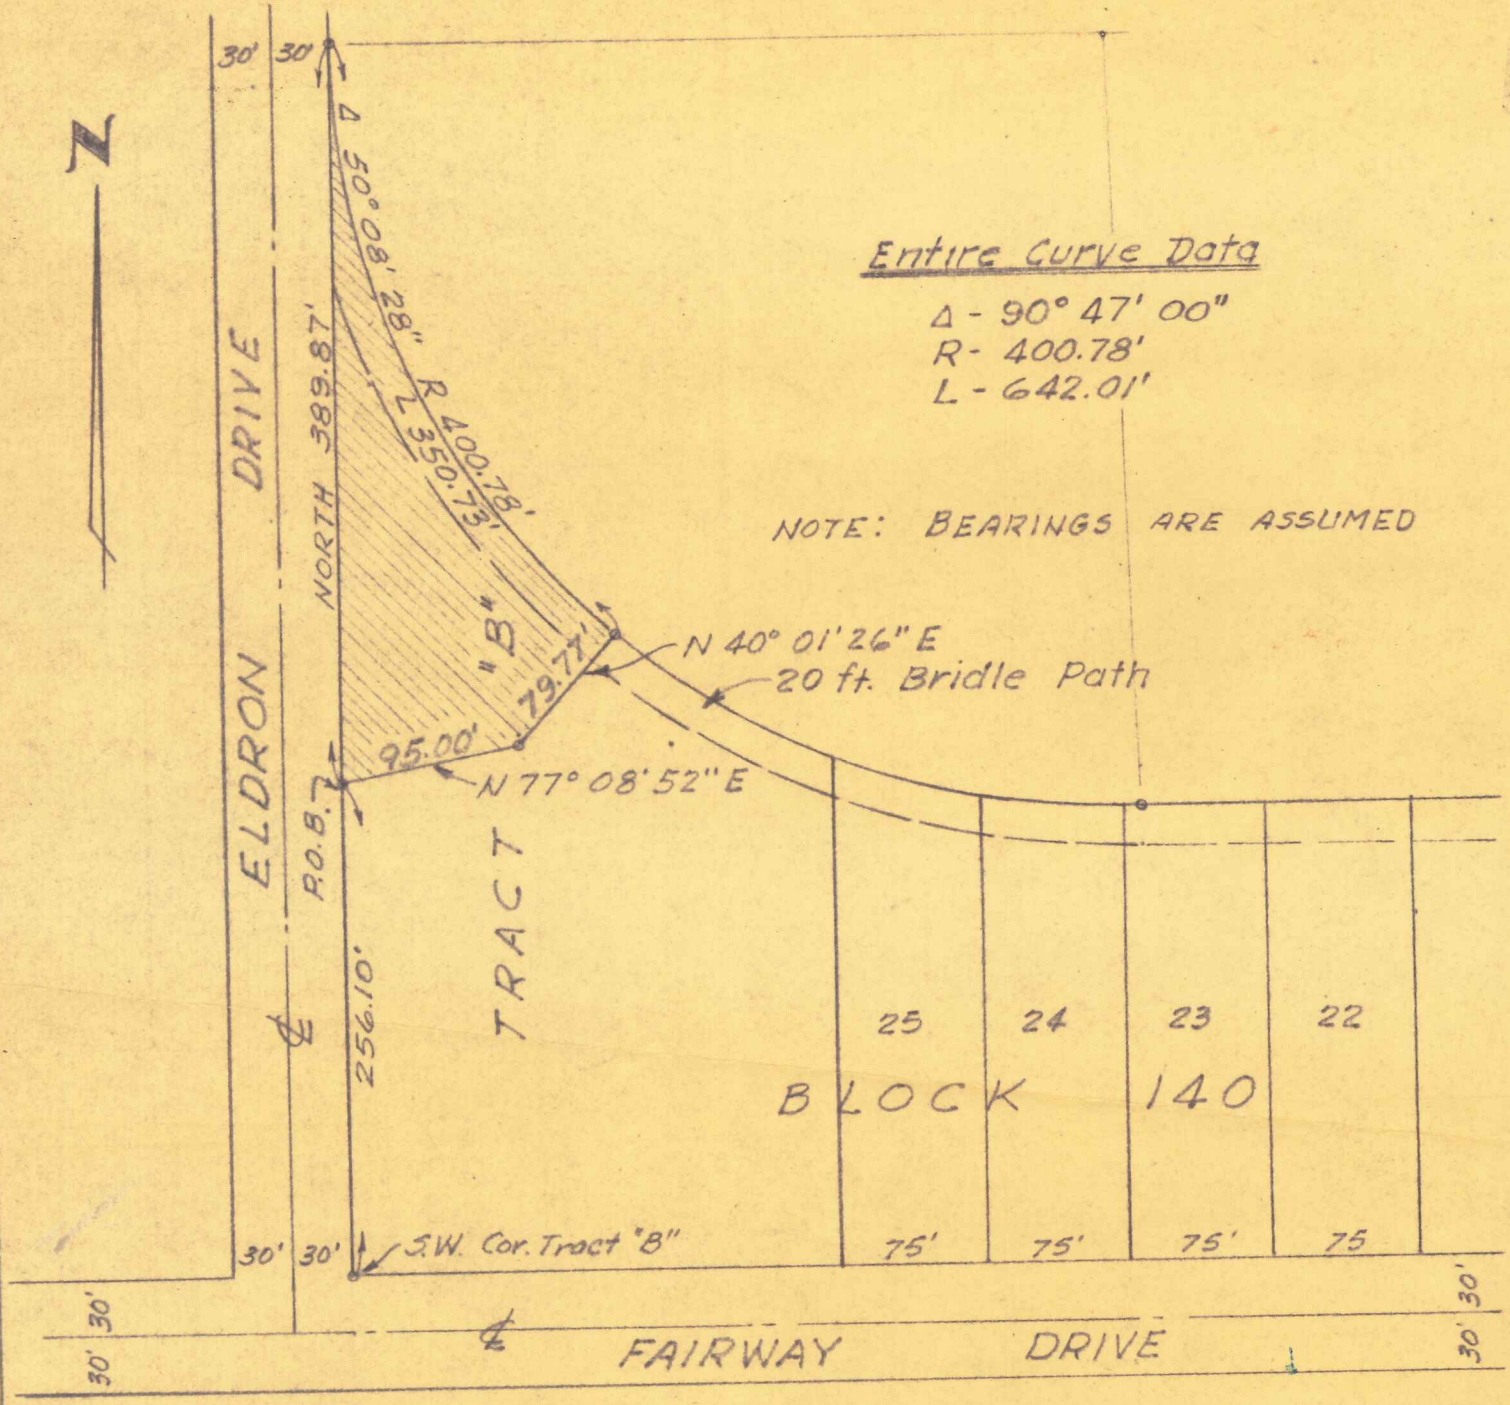 30' 30'
N
Δ 50° 08' 28" R 400.78'
L 350.73'
Entire Curve Data
Δ - 90° 47' 00"
R - 400.78'
L - 642.01'
NOTE: BEARINGS ARE ASSUMED
ELDRON DRIVE
NORTH 389.87'
"B"
79.77'
N 40° 01' 26" E
20 ft. Bridle Path
95.00'
N 77° 08' 52" E
P.O.B.
TRACT
256.10'
℄
25 24 23 22
BLOCK 140
30' 30'
S.W. Cor. Tract "B"
75' 75' 75' 75
30' 30'
30' 30'
℄
FAIRWAY DRIVE